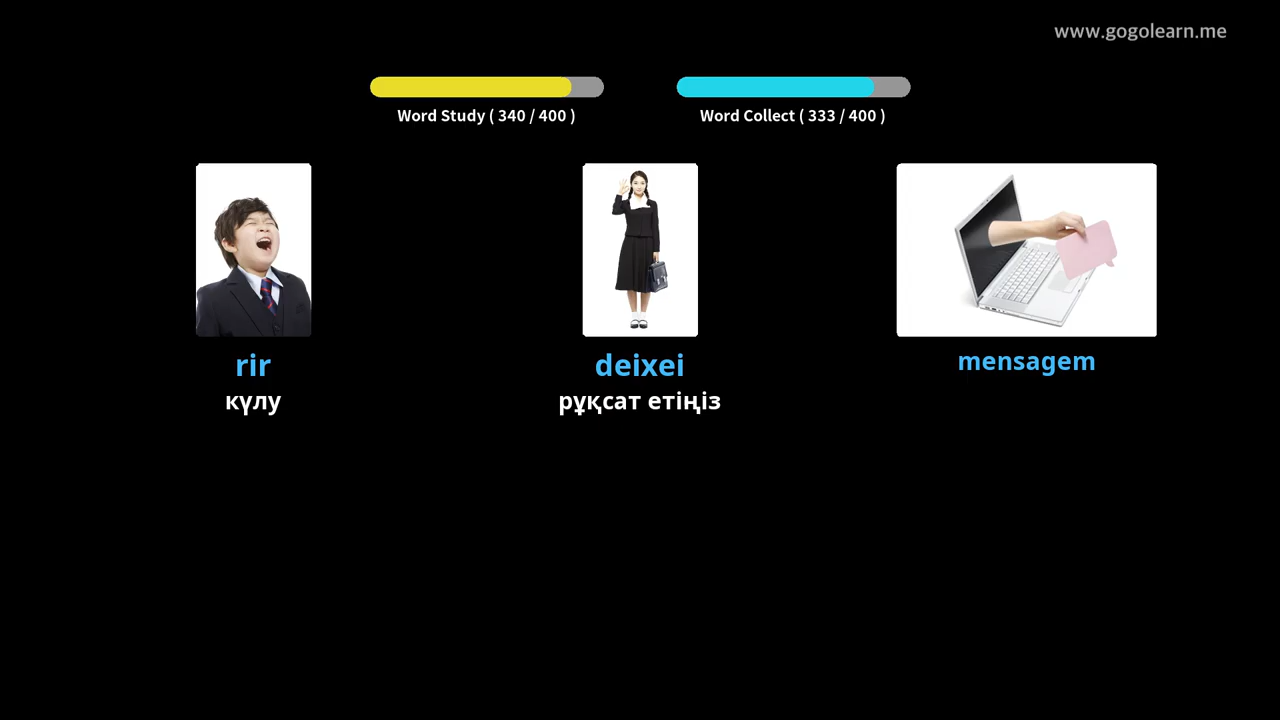 www.gogolearn.me
Word Study ( 340 / 400 )
Word Collect ( 333 / 400 )
rir
күлу
deixei
рұқсат етіңіз
mensagem